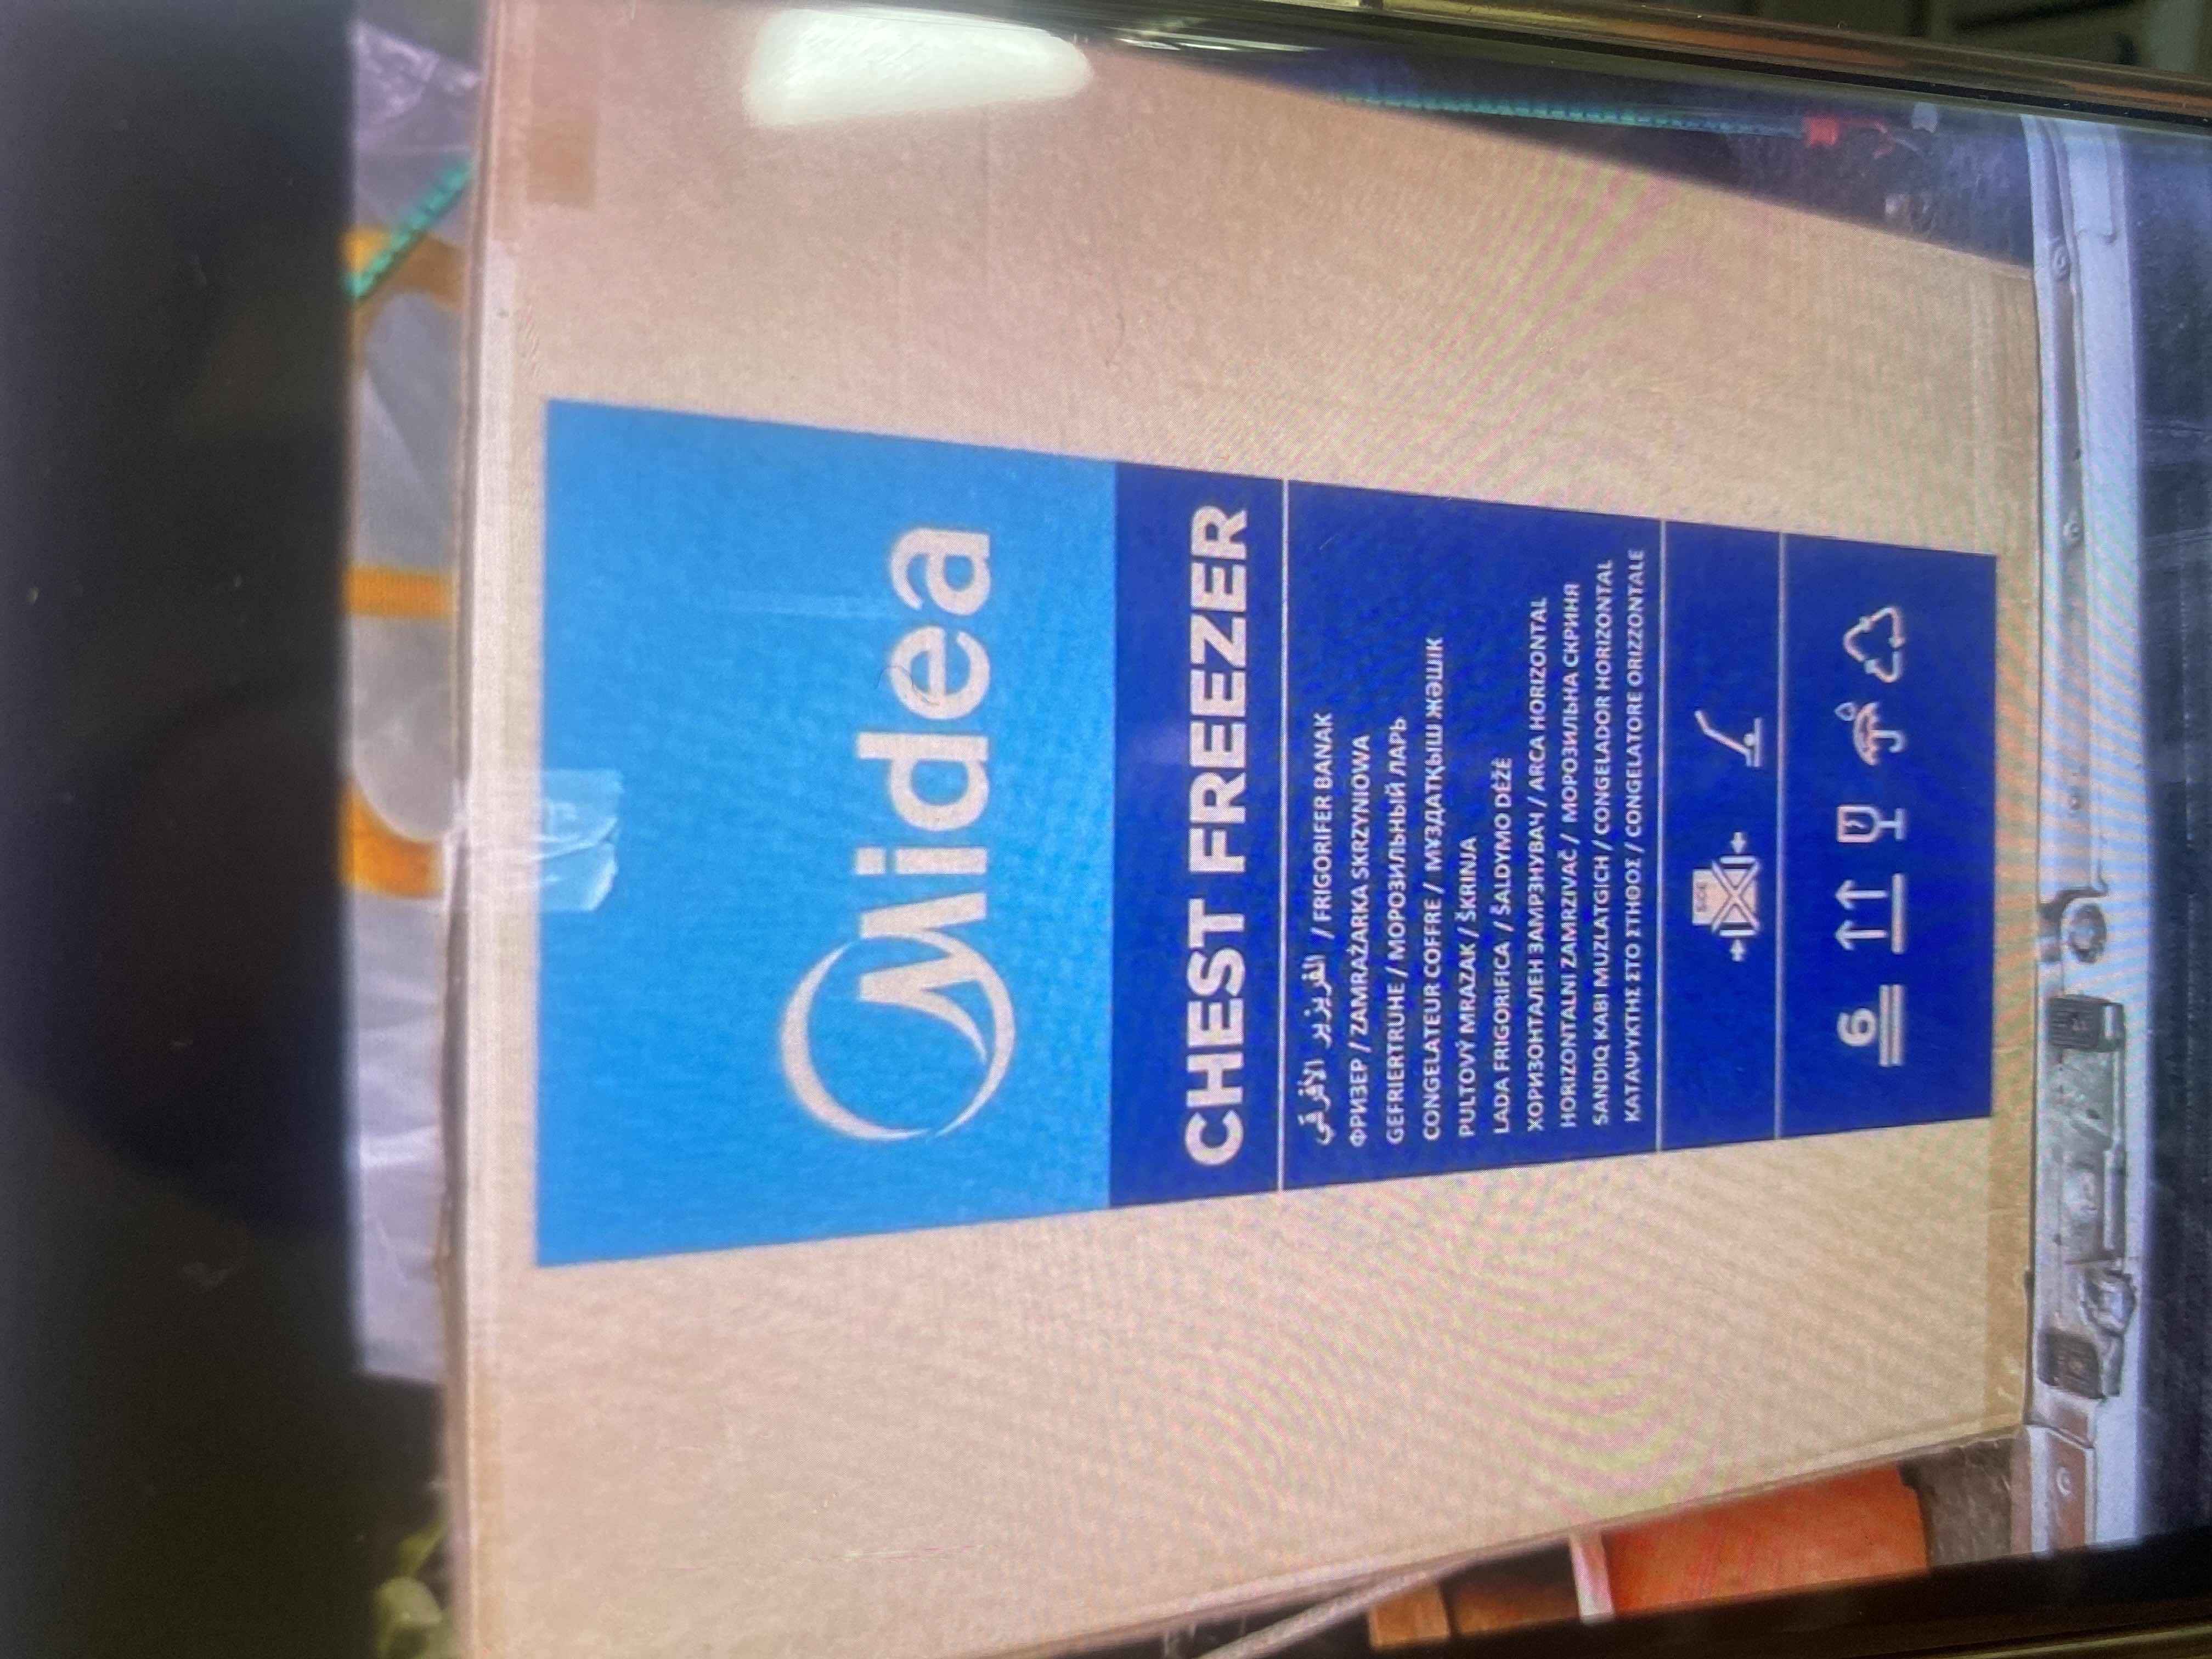 Midea
CHEST FREEZER
الفريزير الأفرقي / FRIGORIFER BANAK
ФРИЗЕР / ZAMRAŻARKA SKRZYNIOWA
GEFRIERTRUHE / МОРОЗИЛЬНЫЙ ЛАРЬ
CONGELATEUR COFFRE / МҰЗДАТҚЫШ ЖӘШІК
PULTOVÝ MRAZAK / ŠKRINJA
LADA FRIGORIFICA / ŠALDYMO DĖŽĖ
ХОРИЗОНТАЛЕН ЗАМРЗНУВАЧ / ARCA HORIZONTAL
HORIZONTALNI ZAMRZIVAČ / МОРОЗИЛЬНА СКРИНЯ
SANDIQ KABI MUZLATGICH / CONGELADOR HORIZONTAL
ΚΑΤΑΨΥΚΤΗΣ ΣΤΟ ΣΤΗΘΟΣ / CONGELATORE ORIZZONTALE
6